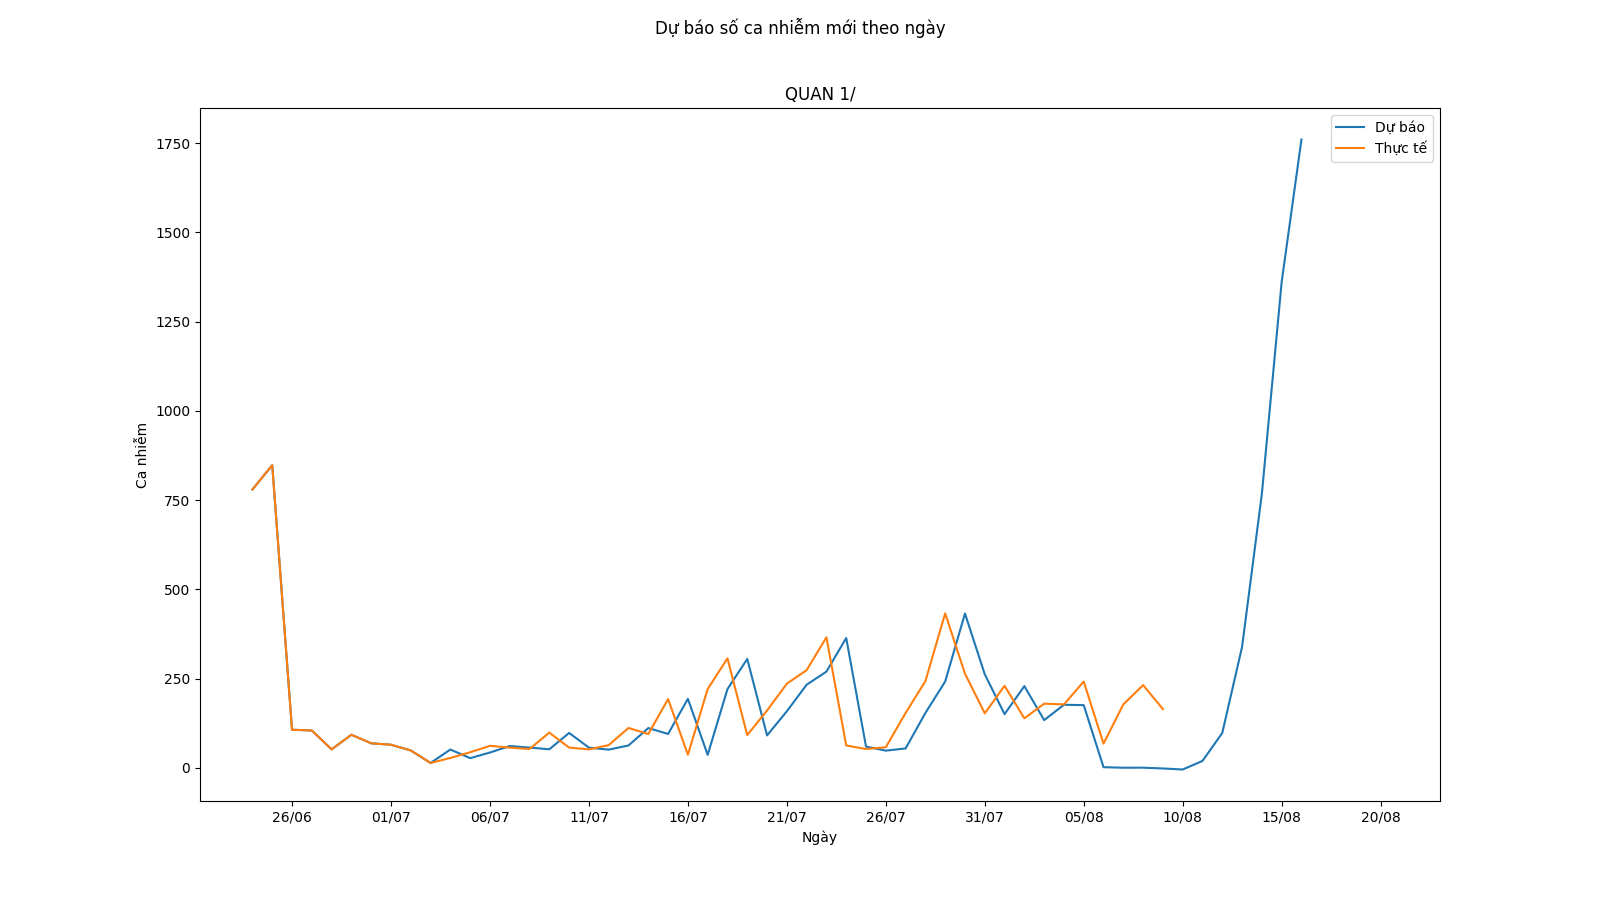 Dự báo số ca nhiễm mới theo ngày
QUAN 1/
Dự báo
Thực tế
Ca nhiễm
1750
1500
1250
1000
750
500
250
0
26/06 01/07 06/07 11/07 16/07 21/07 26/07 31/07 05/08 10/08 15/08 20/08
Ngày